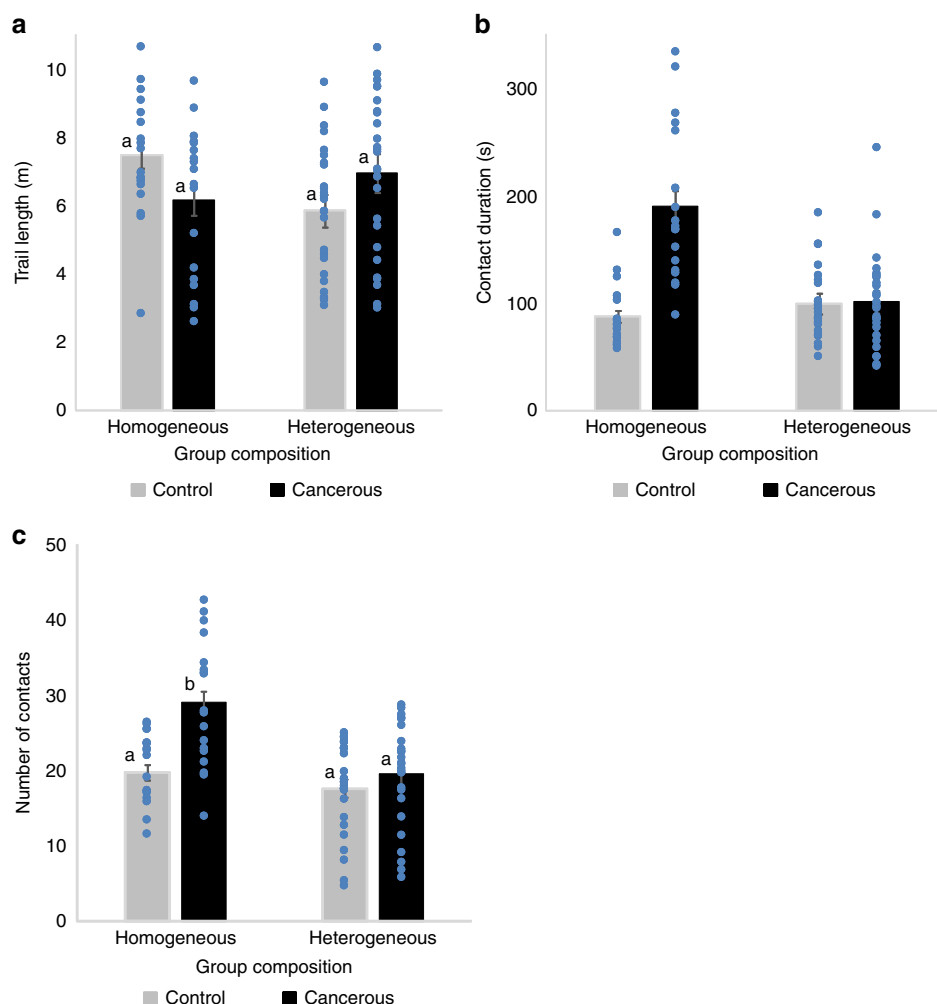 a
Trail length (m)
10
8
6
4
2
0
a
a
a
a
Homogeneous Heterogeneous
Group composition
Control Cancerous
b
Contact duration (s)
300
200
100
0
Homogeneous Heterogeneous
Group composition
Control Cancerous
c
Number of contacts
50
40
30
20
10
0
a
b
a
a
Homogeneous Heterogeneous
Group composition
Control Cancerous